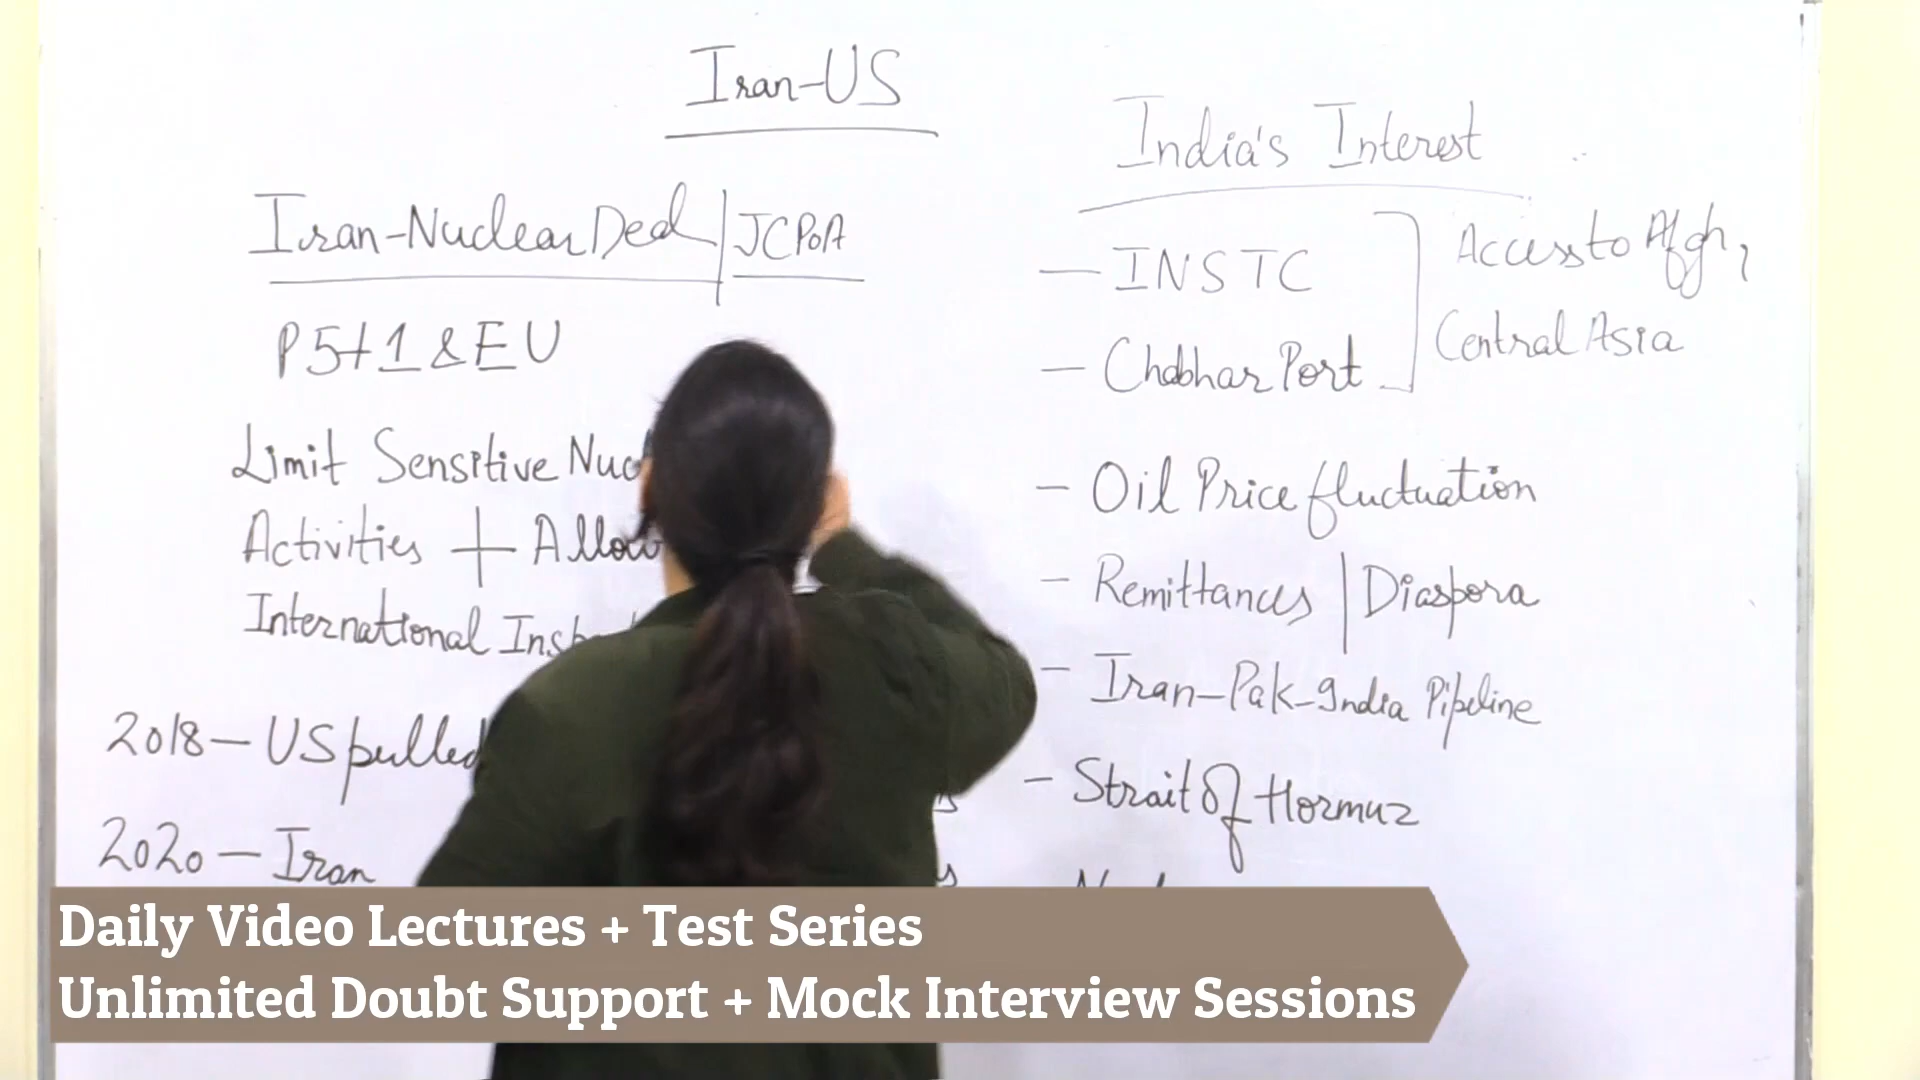 Iran-US
Iran-Nuclear Deal | JCPOA
P5+1 & EU
Limit Sensitive
Activities + Allow
International
2018 - US pulled
2020 - Iran
India's Interest
- INSTC
- Chabhar Port
Access to Afgh,
Central Asia
- Oil Price fluctuation
- Remittances | Diaspora
- Iran-Pak-India Pipeline
- Strait Of Hormuz
Daily Video Lectures + Test Series
Unlimited Doubt Support + Mock Interview Sessions